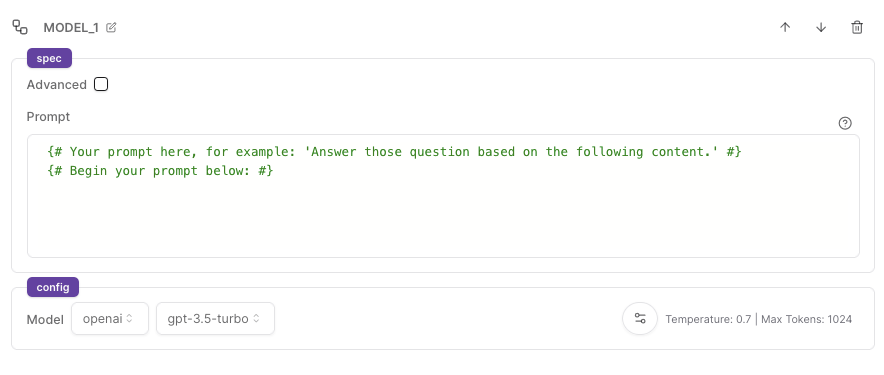 MODEL_1
spec
Advanced
Prompt
{# Your prompt here, for example: 'Answer those question based on the following content.' #}
{# Begin your prompt below: #}
config
Model openai gpt-3.5-turbo Temperature: 0.7 | Max Tokens: 1024